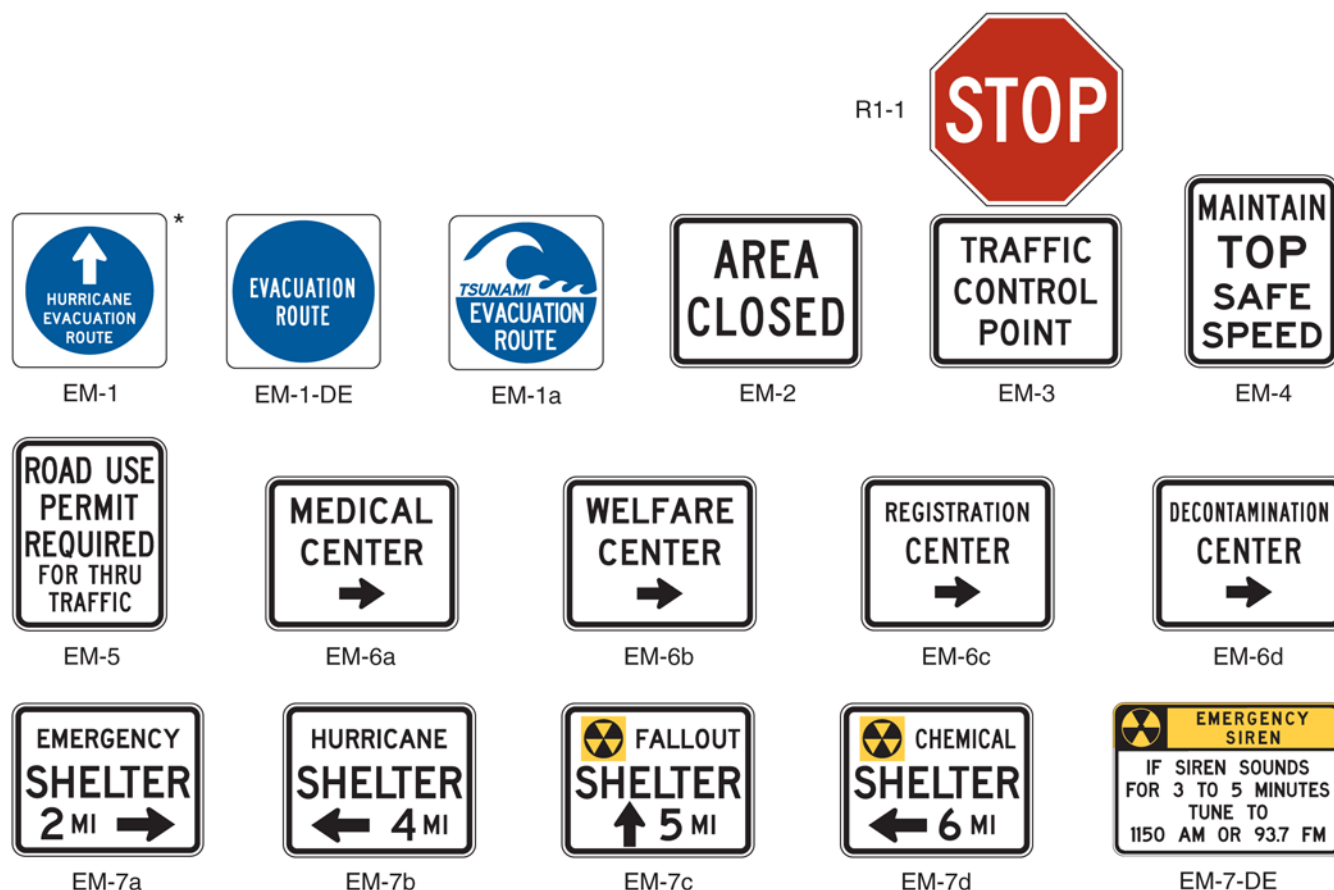 R1-1
STOP
*
HURRICANE
EVACUATION
ROUTE
EM-1
EVACUATION
ROUTE
EM-1-DE
TSUNAMI
EVACUATION
ROUTE
EM-1a
AREA
CLOSED
EM-2
TRAFFIC
CONTROL
POINT
EM-3
MAINTAIN
TOP
SAFE
SPEED
EM-4
ROAD USE
PERMIT
REQUIRED
FOR THRU
TRAFFIC
EM-5
MEDICAL
CENTER
EM-6a
WELFARE
CENTER
EM-6b
REGISTRATION
CENTER
EM-6c
DECONTAMINATION
CENTER
EM-6d
EMERGENCY
SHELTER
2 MI
EM-7a
HURRICANE
SHELTER
4 MI
EM-7b
FALLOUT
SHELTER
5 MI
EM-7c
CHEMICAL
SHELTER
6 MI
EM-7d
EMERGENCY
SIREN
IF SIREN SOUNDS
FOR 3 TO 5 MINUTES
TUNE TO
1150 AM OR 93.7 FM
EM-7-DE